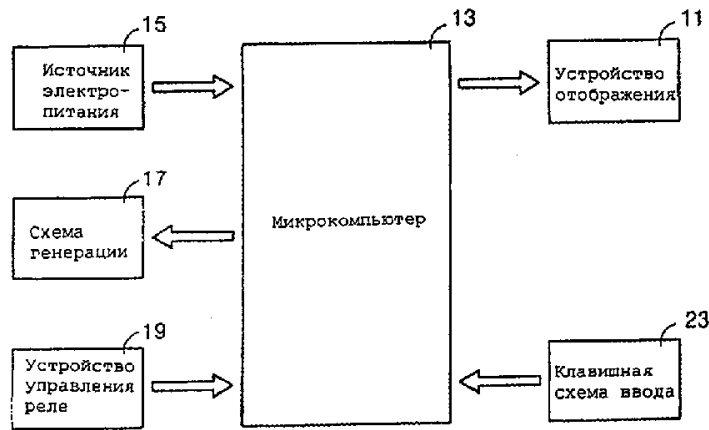 15
Источник
электро-
питания
13
Микрокомпьютер
11
Устройство
отображения
17
Схема
генерации
19
Устройство
управления
реле
23
Клавишная
схема ввода